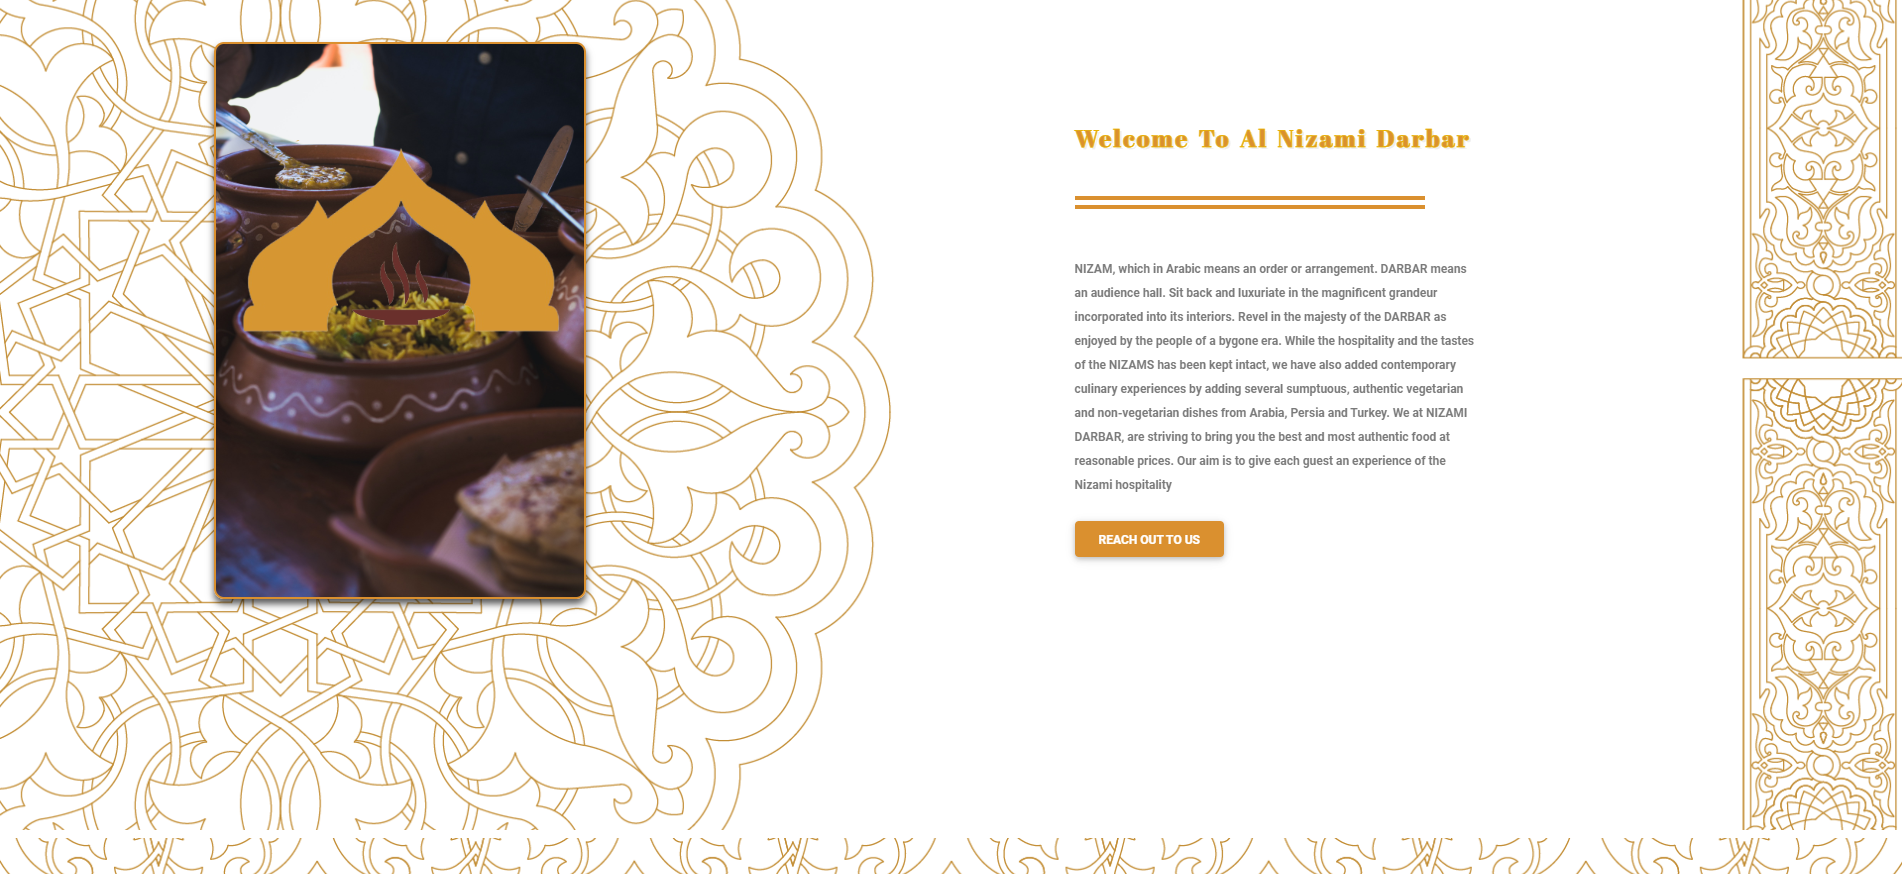 Welcome To Al Nizami Darbar
NIZAM, which in Arabic means an order or arrangement. DARBAR means
an audience hall. Sit back and luxuriate in the magnificent grandeur
incorporated into its interiors. Revel in the majesty of the DARBAR as
enjoyed by the people of a bygone era. While the hospitality and the tastes
of the NIZAMS has been kept intact, we have also added contemporary
culinary experiences by adding several sumptuous, authentic vegetarian
and non-vegetarian dishes from Arabia, Persia and Turkey. We at NIZAMI
DARBAR, are striving to bring you the best and most authentic food at
reasonable prices. Our aim is to give each guest an experience of the
Nizami hospitality
REACH OUT TO US